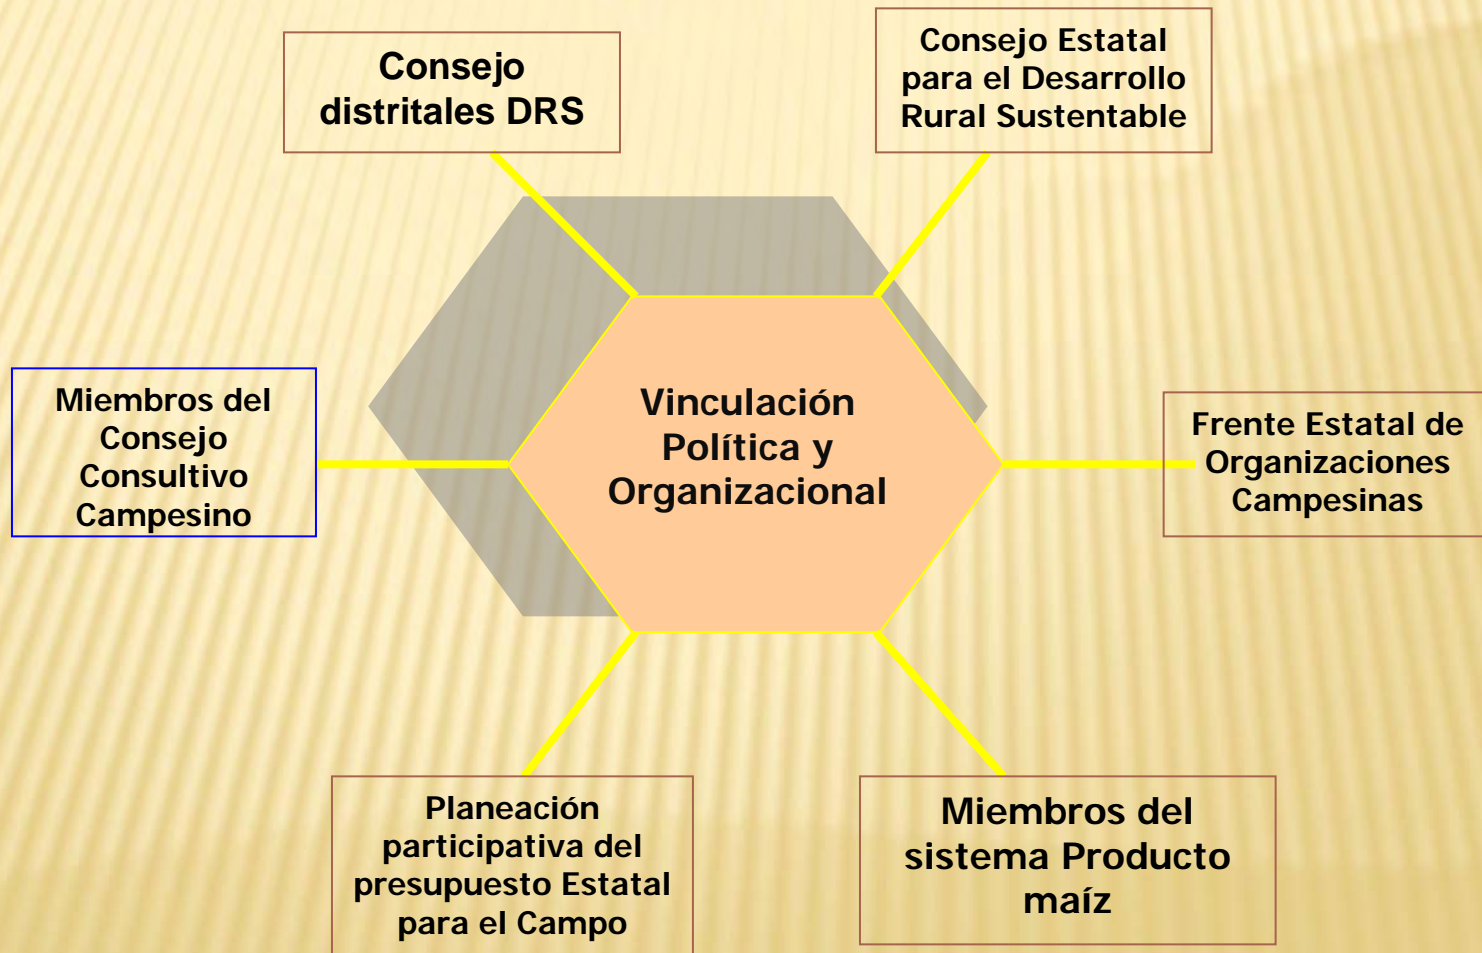 Consejo
distritales DRS
Consejo Estatal
para el Desarrollo
Rural Sustentable
Miembros del
Consejo
Consultivo
Campesino
Vinculación
Política y
Organizacional
Frente Estatal de
Organizaciones
Campesinas
Planeación
participativa del
presupuesto Estatal
para el Campo
Miembros del
sistema Producto
maíz